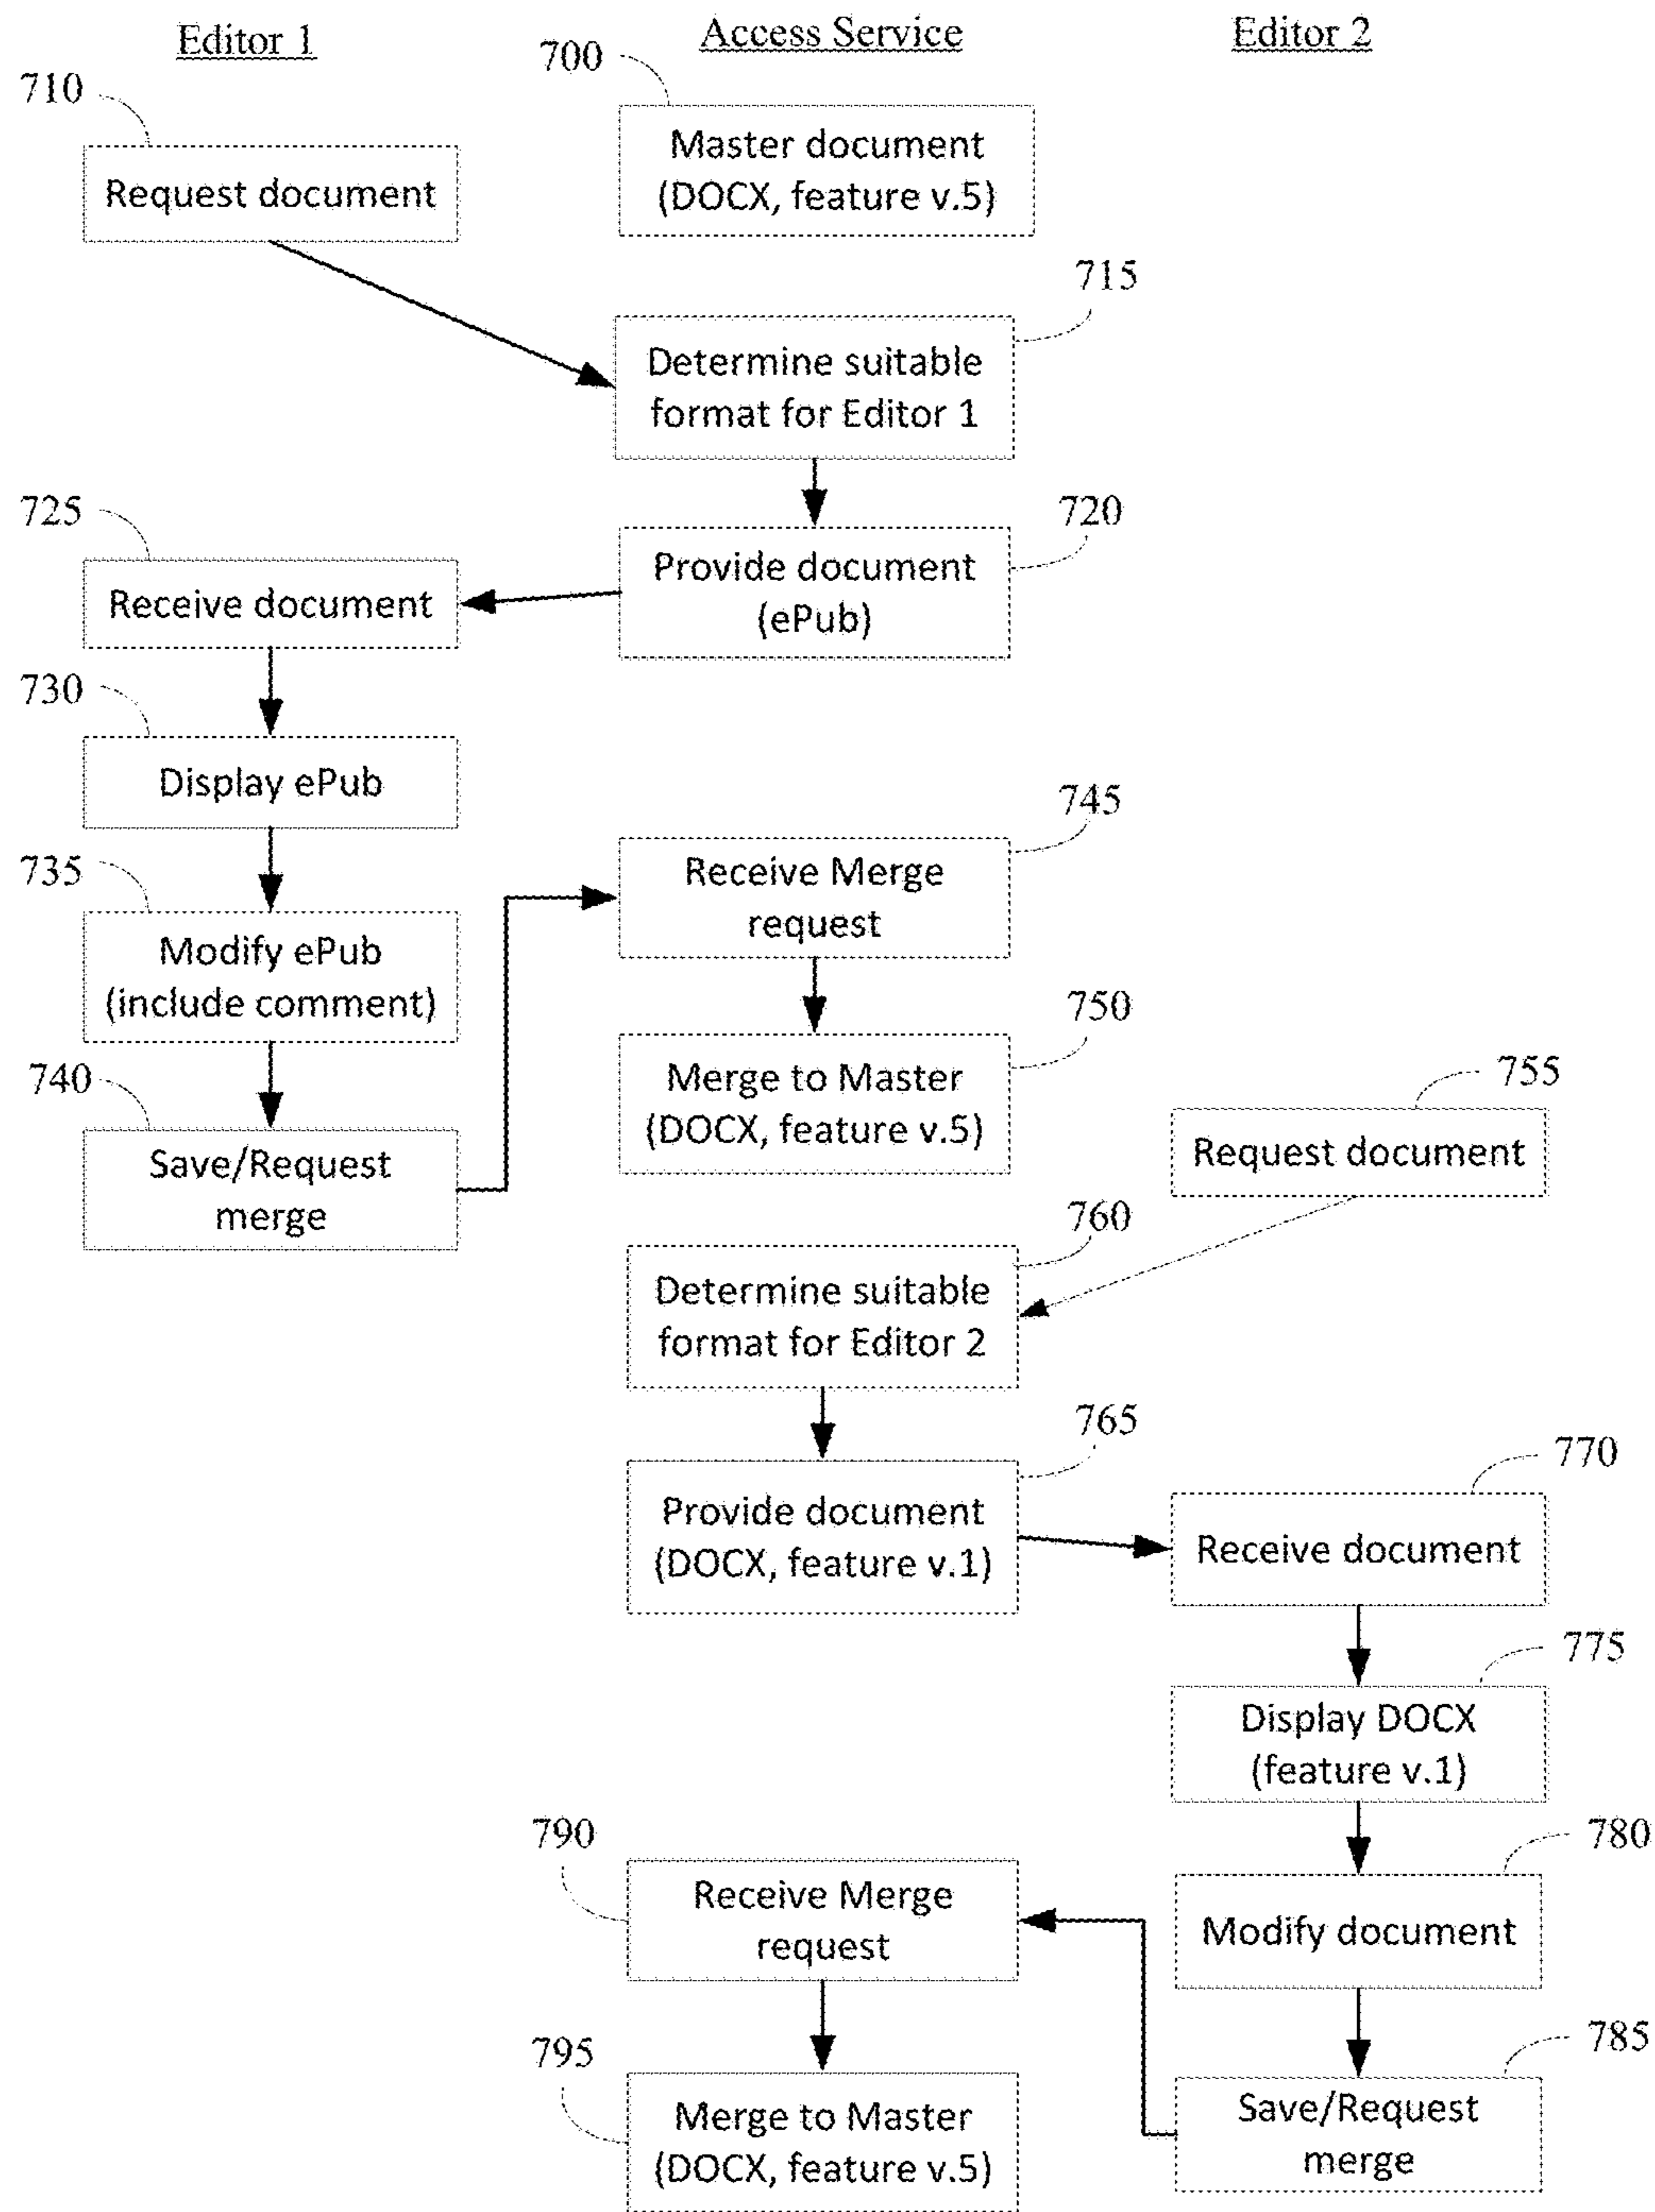 Editor 1
Access Service
Editor 2
700
710
Master document
(DOCX, feature v.5)
Request document
715
Determine suitable
format for Editor 1
725
720
Provide document
(ePub)
Receive document
730
Display ePub
745
735
Receive Merge
request
Modify ePub
(include comment)
750
740
Merge to Master
(DOCX, feature v.5)
755
Request document
Save/Request
merge
760
Determine suitable
format for Editor 2
765
770
Provide document
(DOCX, feature v.1)
Receive document
775
Display DOCX
(feature v.1)
790
780
Receive Merge
request
Modify document
795
785
Merge to Master
(DOCX, feature v.5)
Save/Request
merge